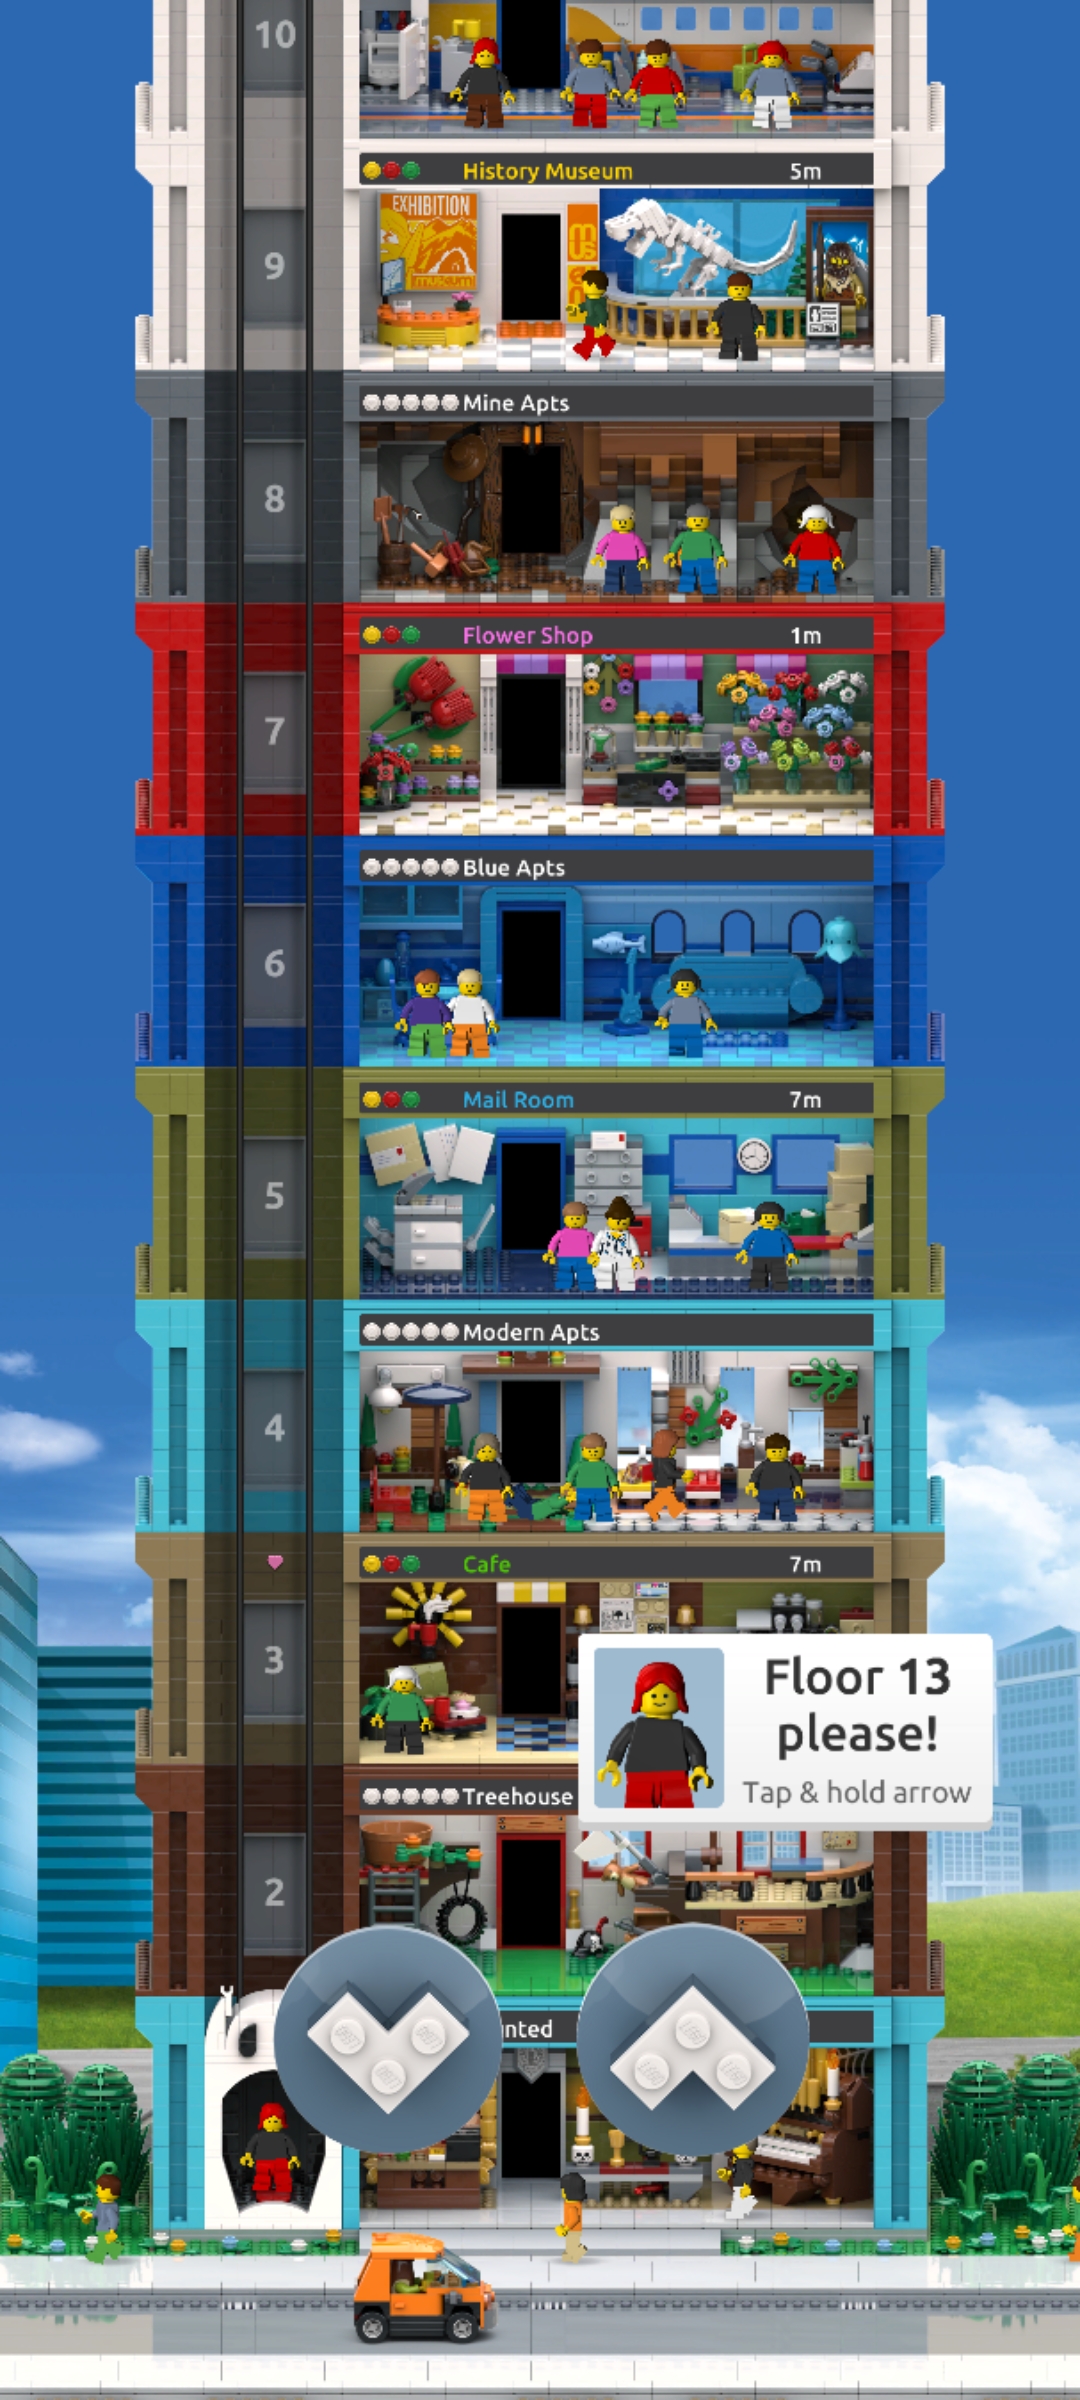 10
History Museum 5m
EXHIBITION
museum
9
Mine Apts
8
Flower Shop 1m
7
Blue Apts
6
Mail Room 7m
5
Modern Apts
4
Cafe 7m
3
Floor 13
please!
Tap & hold arrow
Treehouse
2
nted